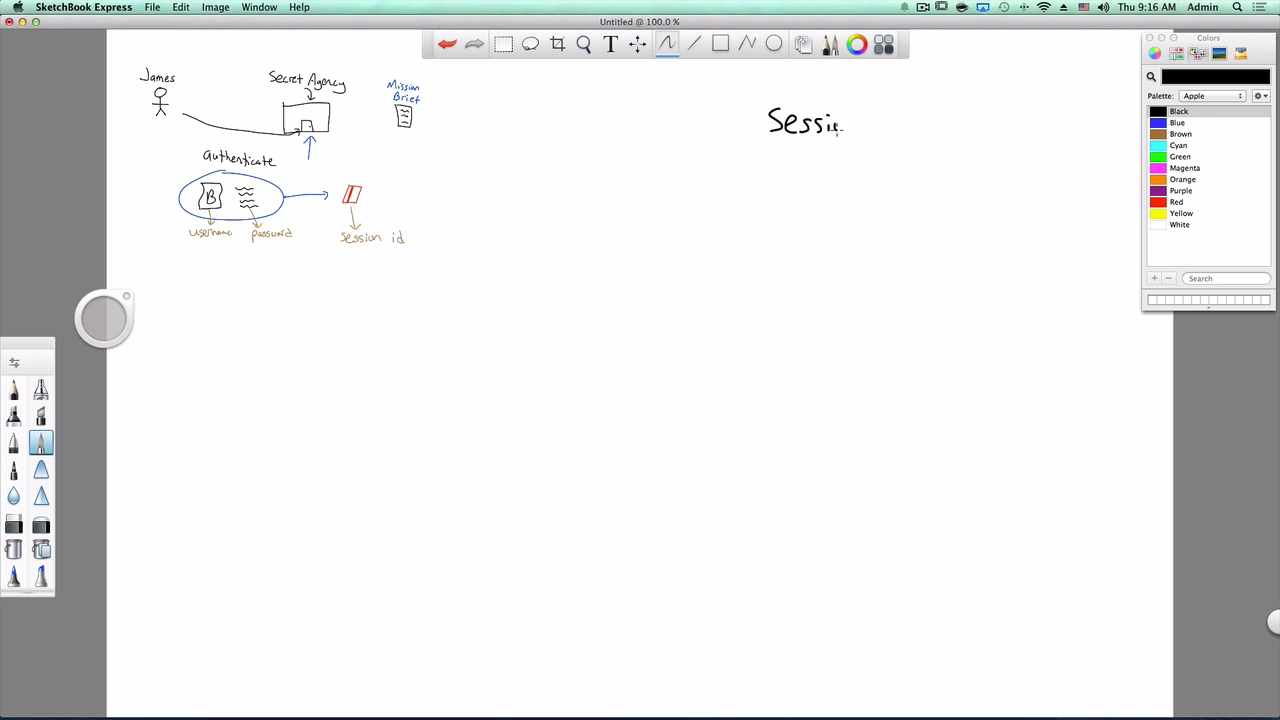 SketchBook Express File Edit Image Window Help
Thu 9:16 AM Admin
Untitled @ 100.0 %
James
Secret Agency
Mission
Brief
authenticate
B
username
password
session id
Sessi
Colors
Palette: Apple
Black
Blue
Brown
Cyan
Green
Magenta
Orange
Purple
Red
Yellow
White
Search